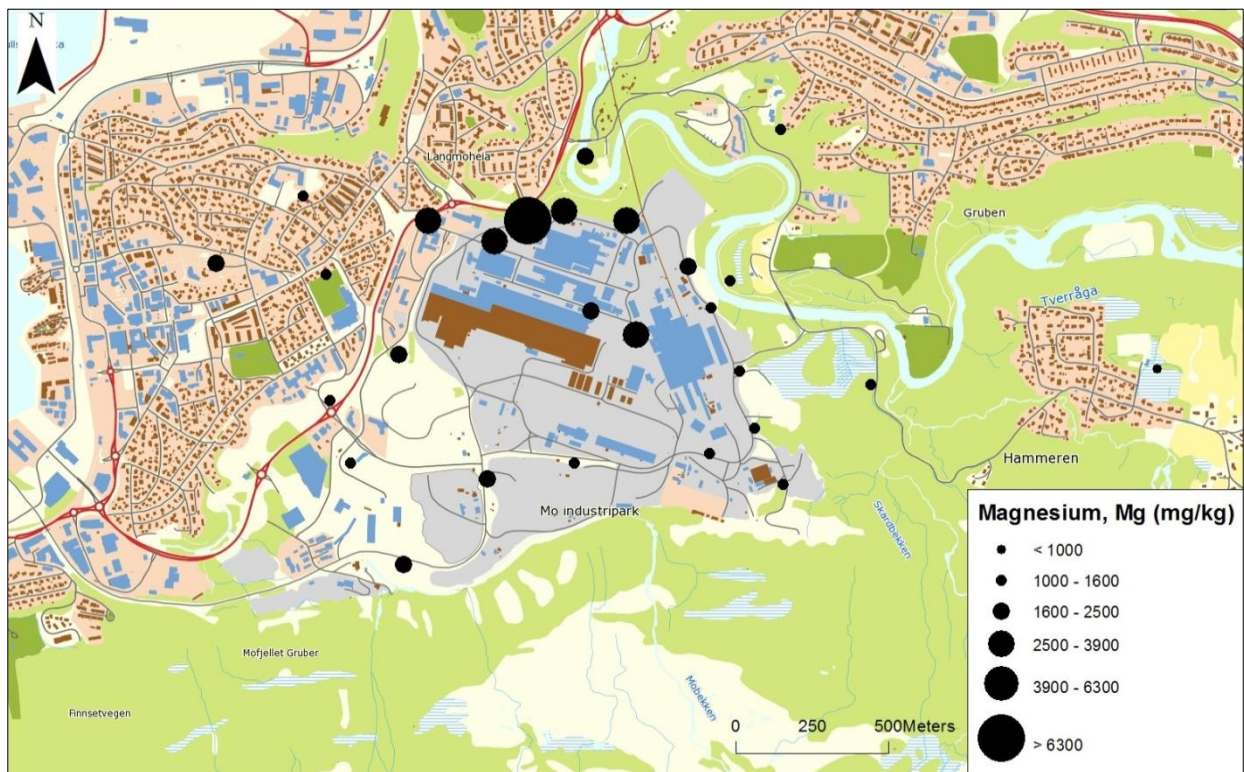 N
Langmoheia
Gruben
Tverråga
Hammeren
Mo industripark
Skardbekken
Mofjellet Gruber
Mobekken
Finnsetvegen
0 250 500Meters
Magnesium, Mg (mg/kg)
< 1000
1000 - 1600
1600 - 2500
2500 - 3900
3900 - 6300
> 6300